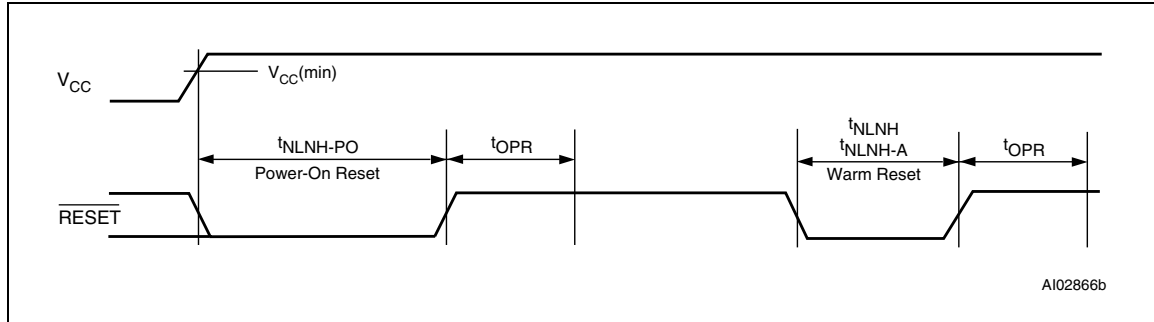 VCC
VCC(min)
tNLNH-PO
Power-On Reset
tOPR
tNLNH
tNLNH-A
Warm Reset
tOPR
RESET
AI02866b